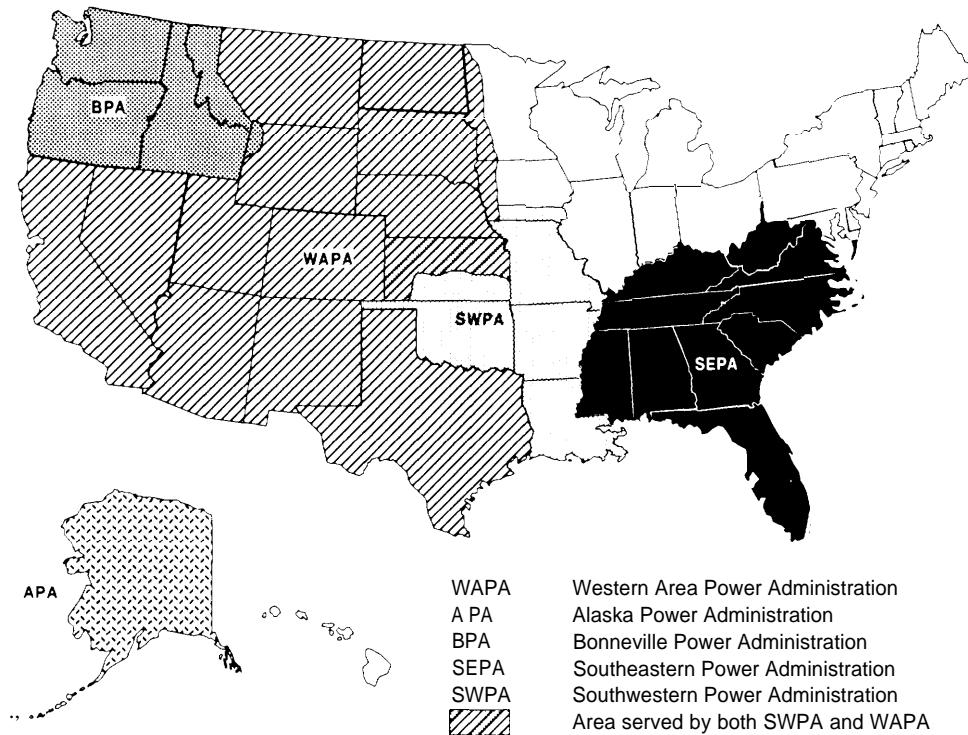 BPA
WAPA
SWPA
SEPA
APA
WAPA Western Area Power Administration
A PA Alaska Power Administration
BPA Bonneville Power Administration
SEPA Southeastern Power Administration
SWPA Southwestern Power Administration
Area served by both SWPA and WAPA